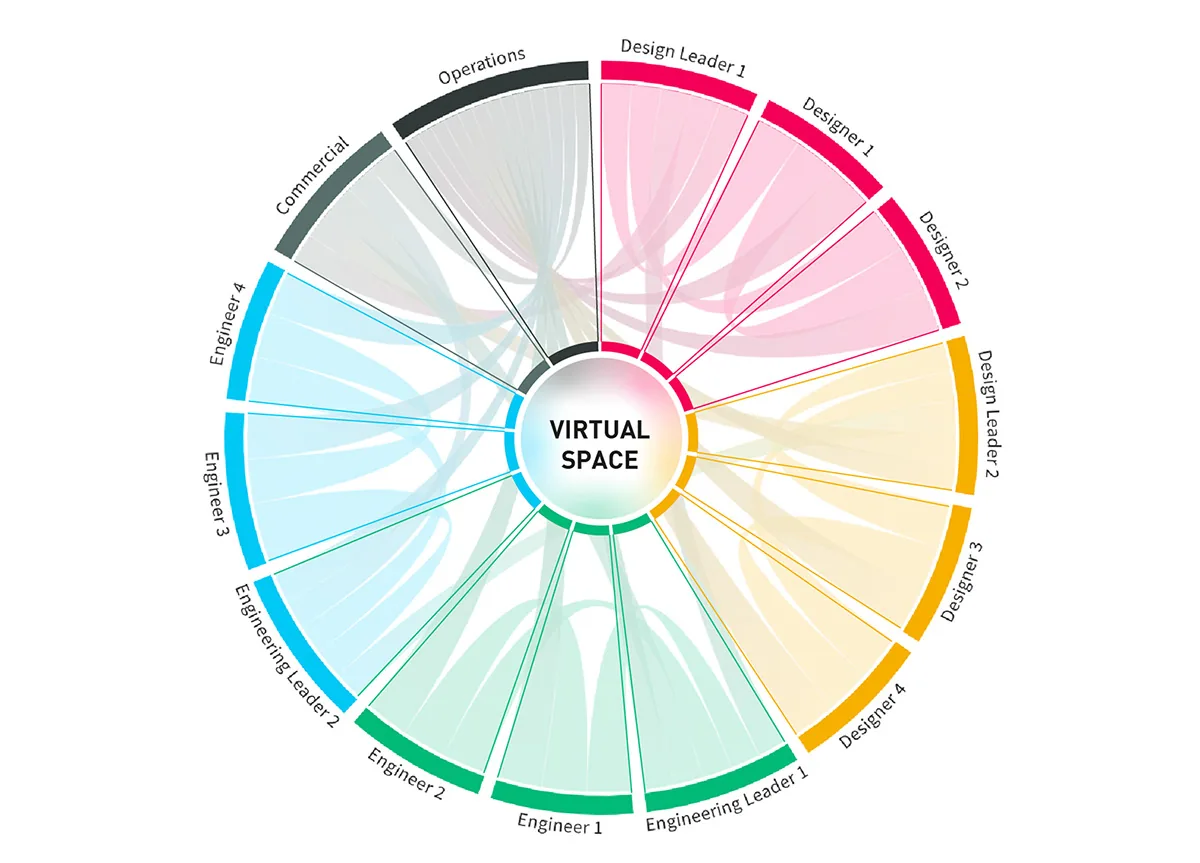 Operations
Design Leader 1
Designer 1
Designer 2
Design Leader 2
Designer 3
Designer 4
Engineering Leader 1
Engineer 1
Engineer 2
Engineering Leader 2
Engineer 3
Engineer 4
Commercial
VIRTUAL
SPACE